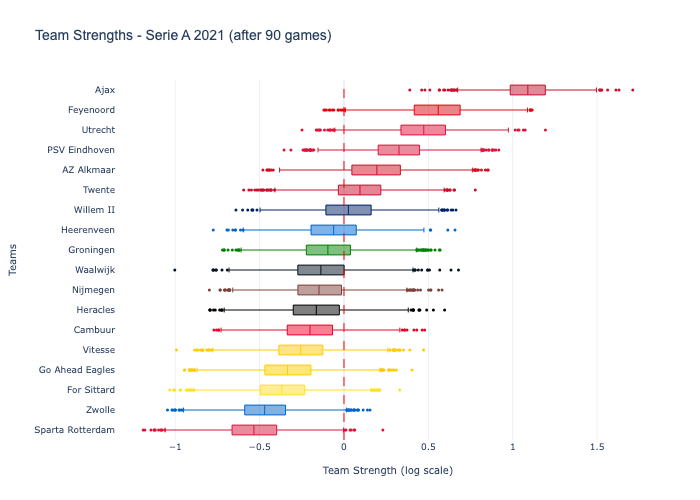 Team Strengths - Serie A 2021 (after 90 games)
Teams
Ajax
Feyenoord
Utrecht
PSV Eindhoven
AZ Alkmaar
Twente
Willem II
Heerenveen
Groningen
Waalwijk
Nijmegen
Heracles
Cambuur
Vitesse
Go Ahead Eagles
For Sittard
Zwolle
Sparta Rotterdam
−1 −0.5 0 0.5 1 1.5
Team Strength (log scale)